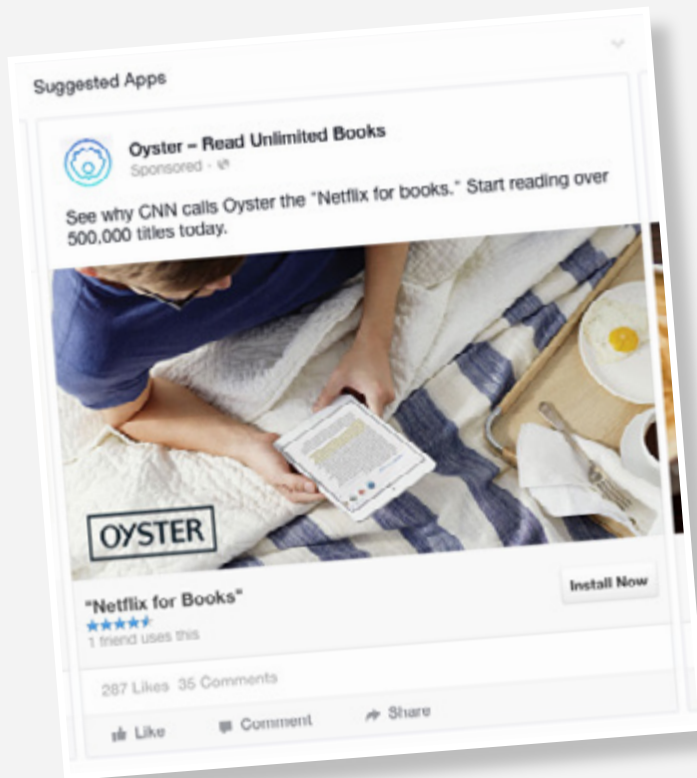 Suggested Apps
Oyster – Read Unlimited Books
Sponsored ·
See why CNN calls Oyster the "Netflix for books." Start reading over
500,000 titles today.
OYSTER
"Netflix for Books"
Install Now
1 friend uses this
287 Likes 35 Comments
Like Comment Share